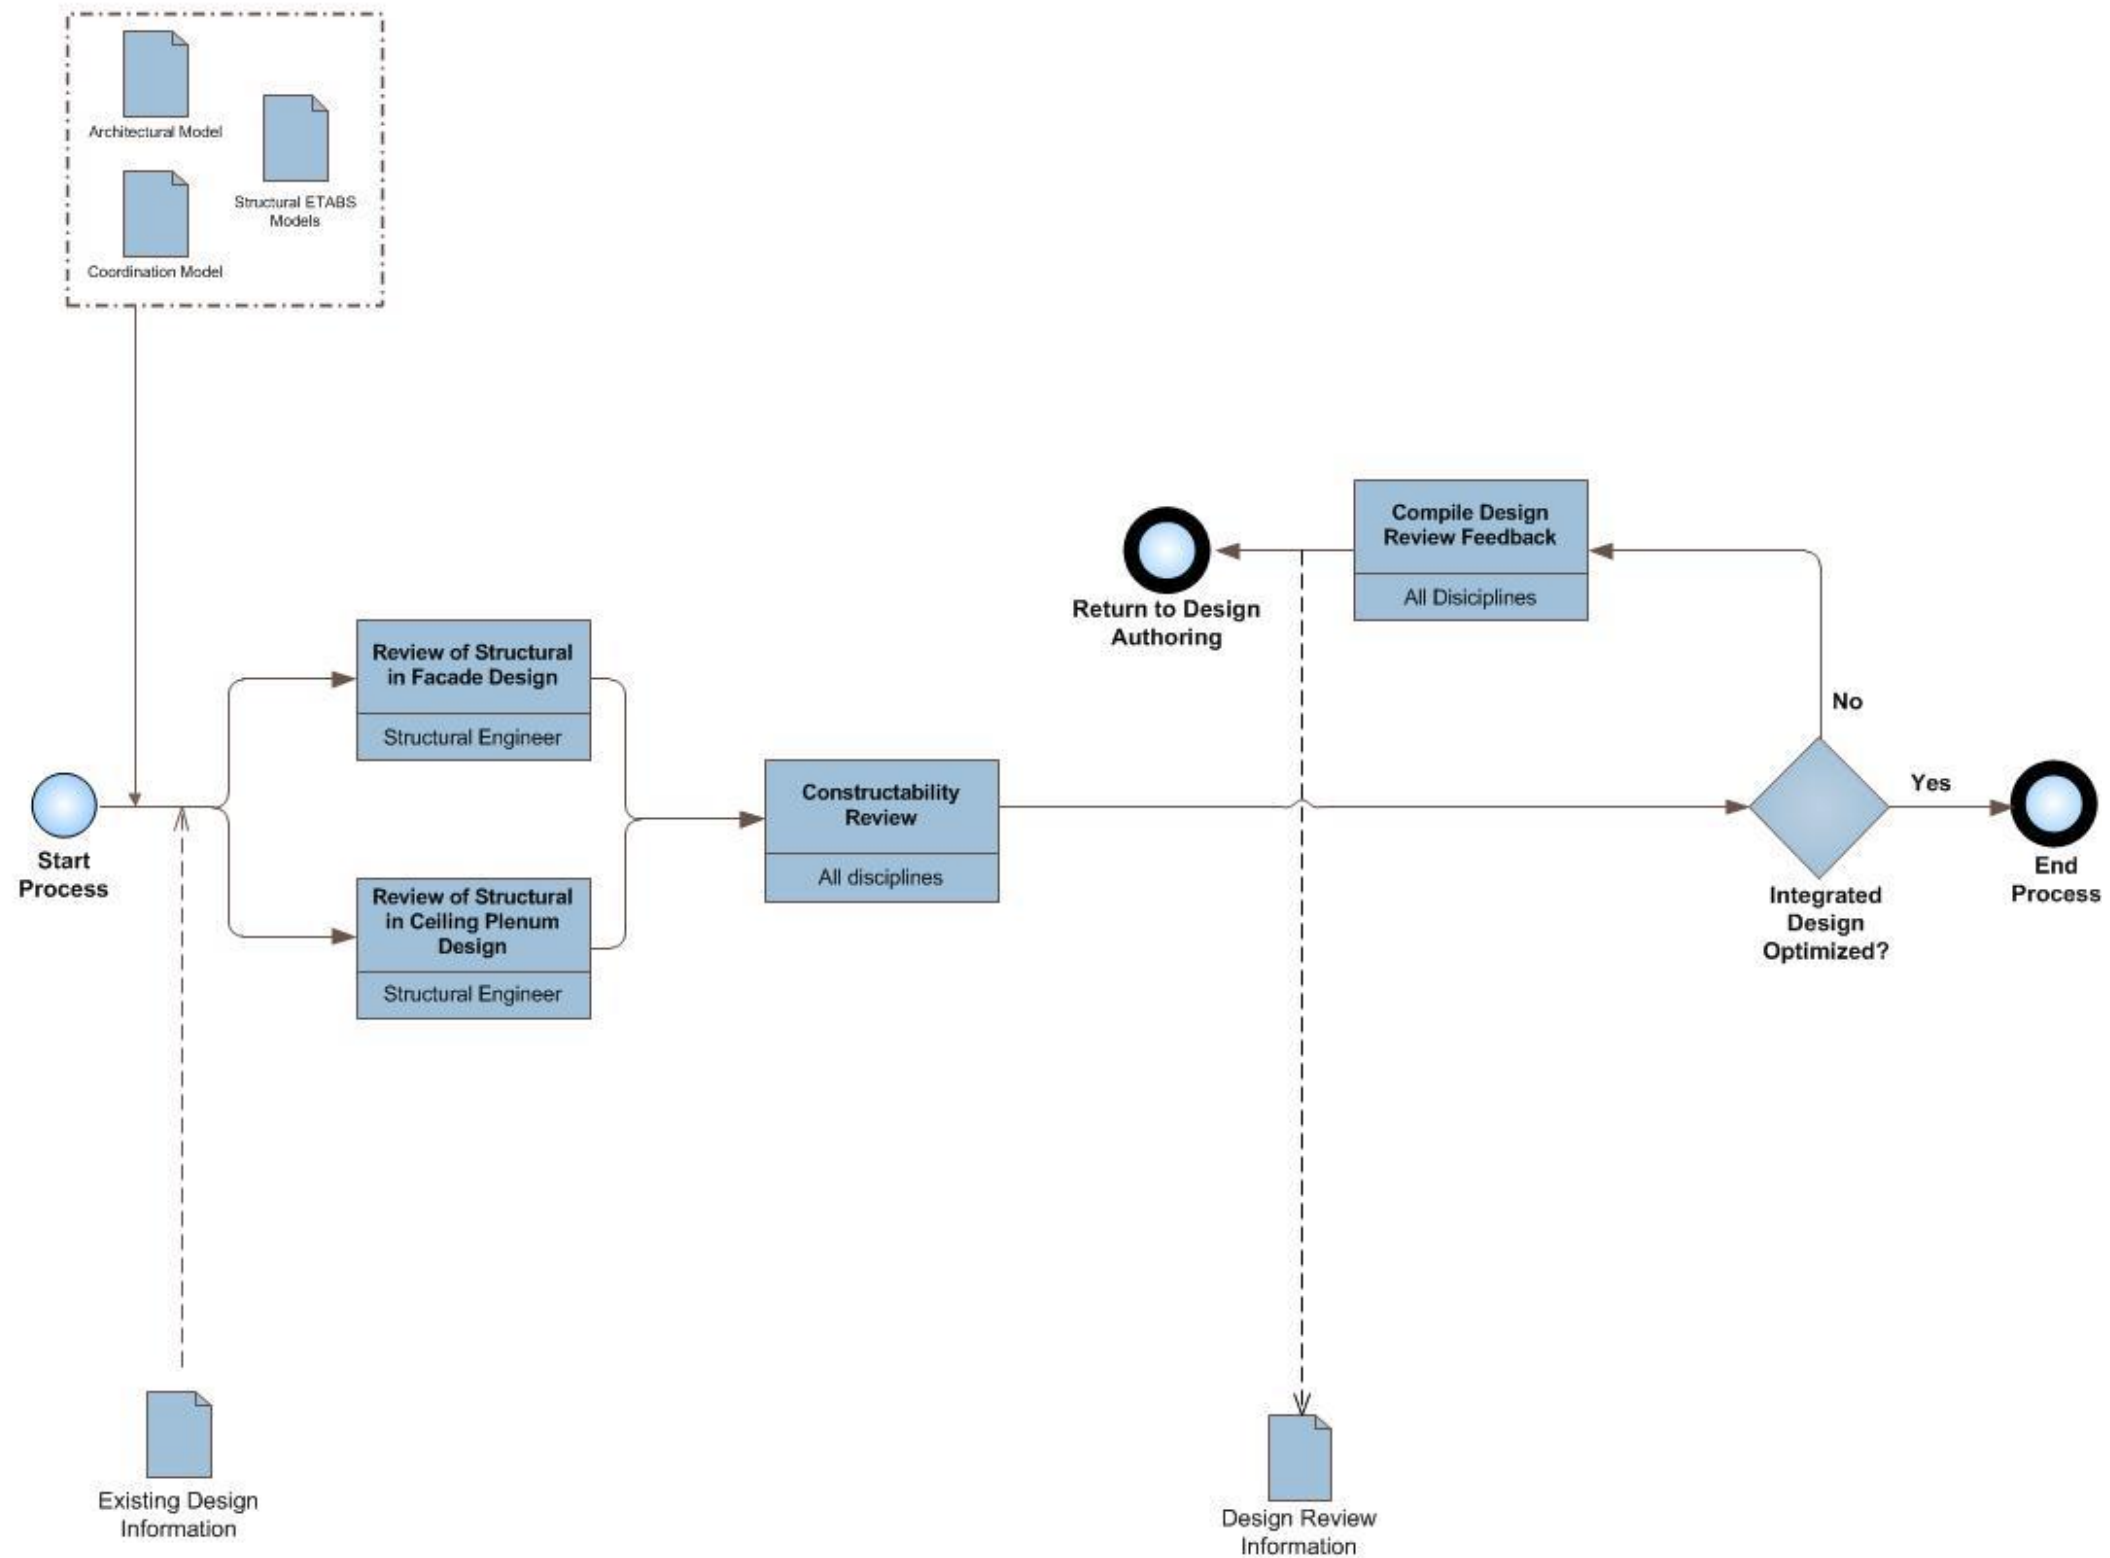 Architectural Model
Structural ETABS
Models
Coordination Model
Compile Design
Review Feedback
All Disiciplines
Return to Design
Authoring
Review of Structural
in Facade Design
Structural Engineer
No
Start
Process
Constructability
Review
All disciplines
Yes
End
Process
Integrated
Design
Optimized?
Review of Structural
in Ceiling Plenum
Design
Structural Engineer
Existing Design
Information
Design Review
Information